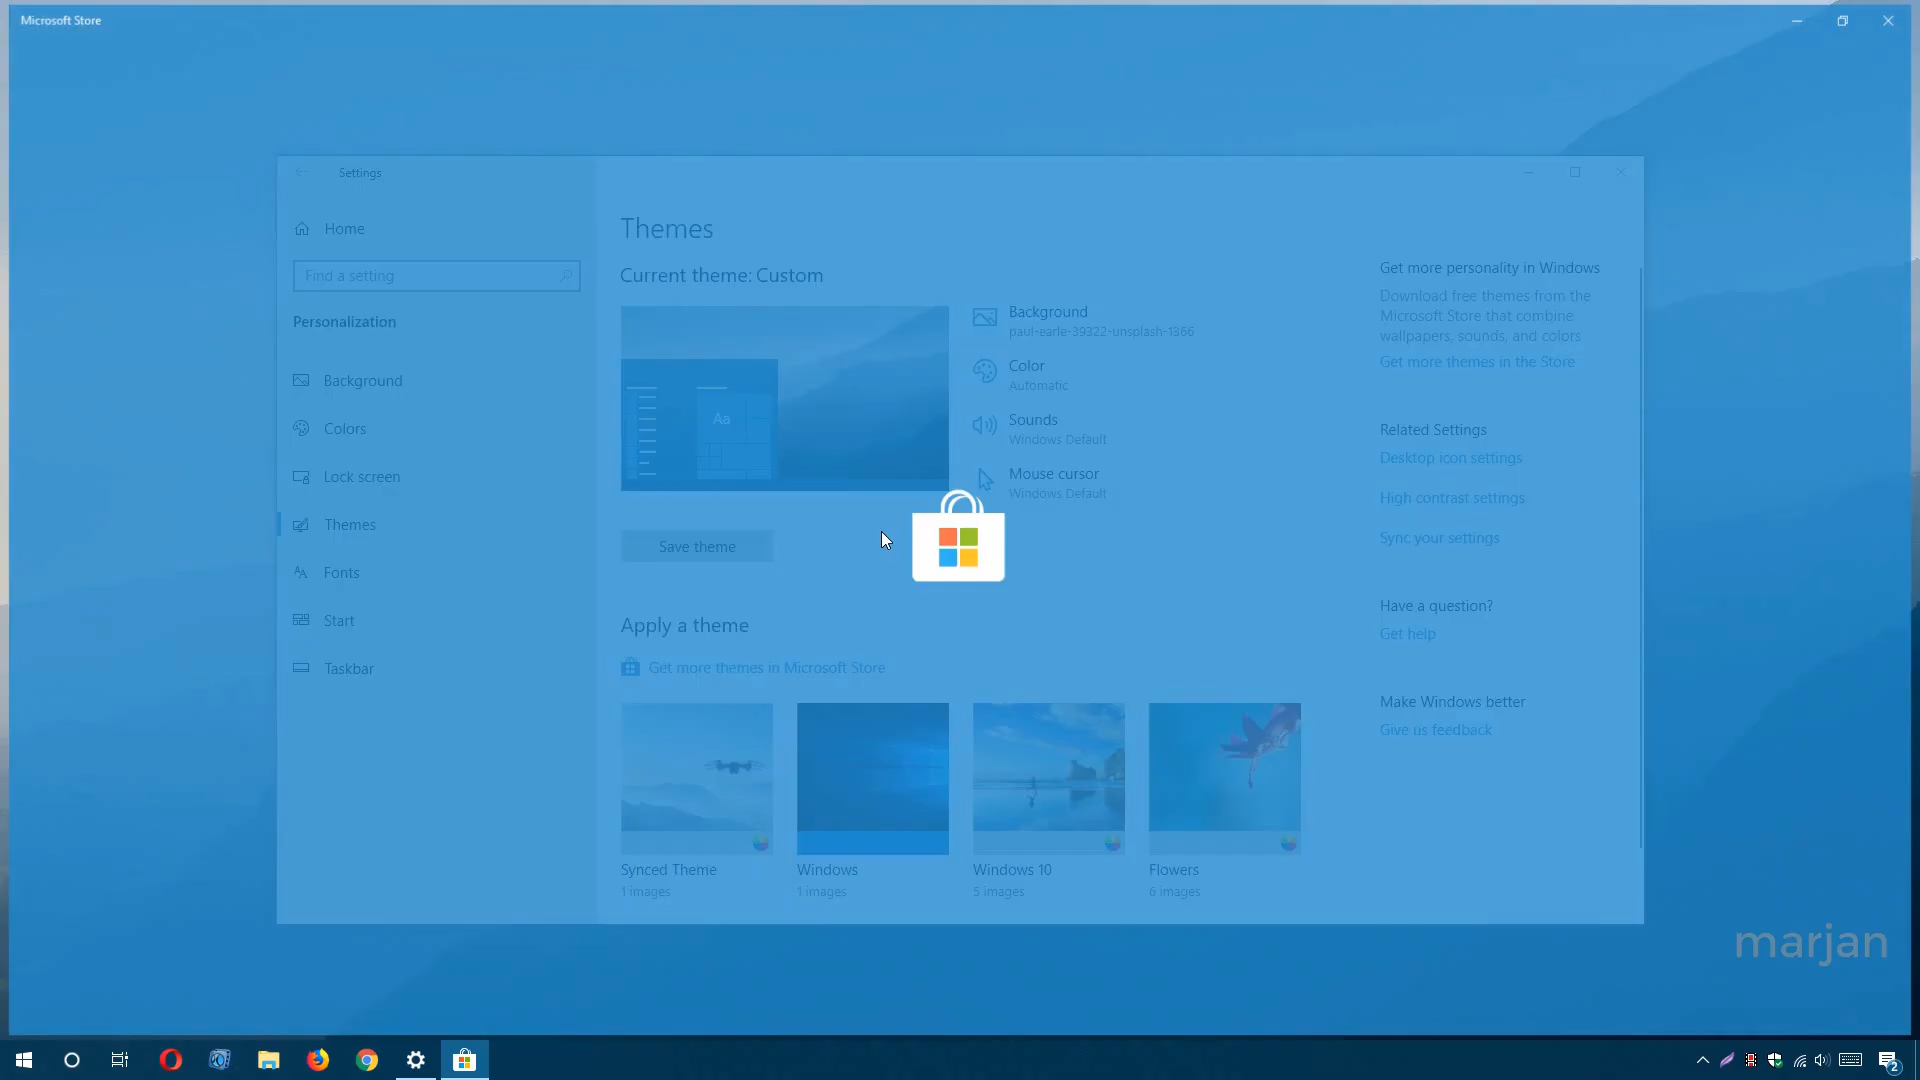 Microsoft Store
Settings
Home
Find a setting
Personalization
Background
Colors
Lock screen
Themes
Fonts
Start
Taskbar
Themes
Current theme: Custom
Aa
Background
paul-earle-39322-unsplash-1366
Color
Automatic
Sounds
Windows Default
Mouse cursor
Windows Default
Save theme
Apply a theme
Get more themes in Microsoft Store
Synced Theme
1 images
Windows
1 images
Windows 10
5 images
Flowers
6 images
Get more personality in Windows
Download free themes from the
Microsoft Store that combine
wallpapers, sounds, and colors
Get more themes in the Store
Related Settings
Desktop icon settings
High contrast settings
Sync your settings
Have a question?
Get help
Make Windows better
Give us feedback
marjan
2